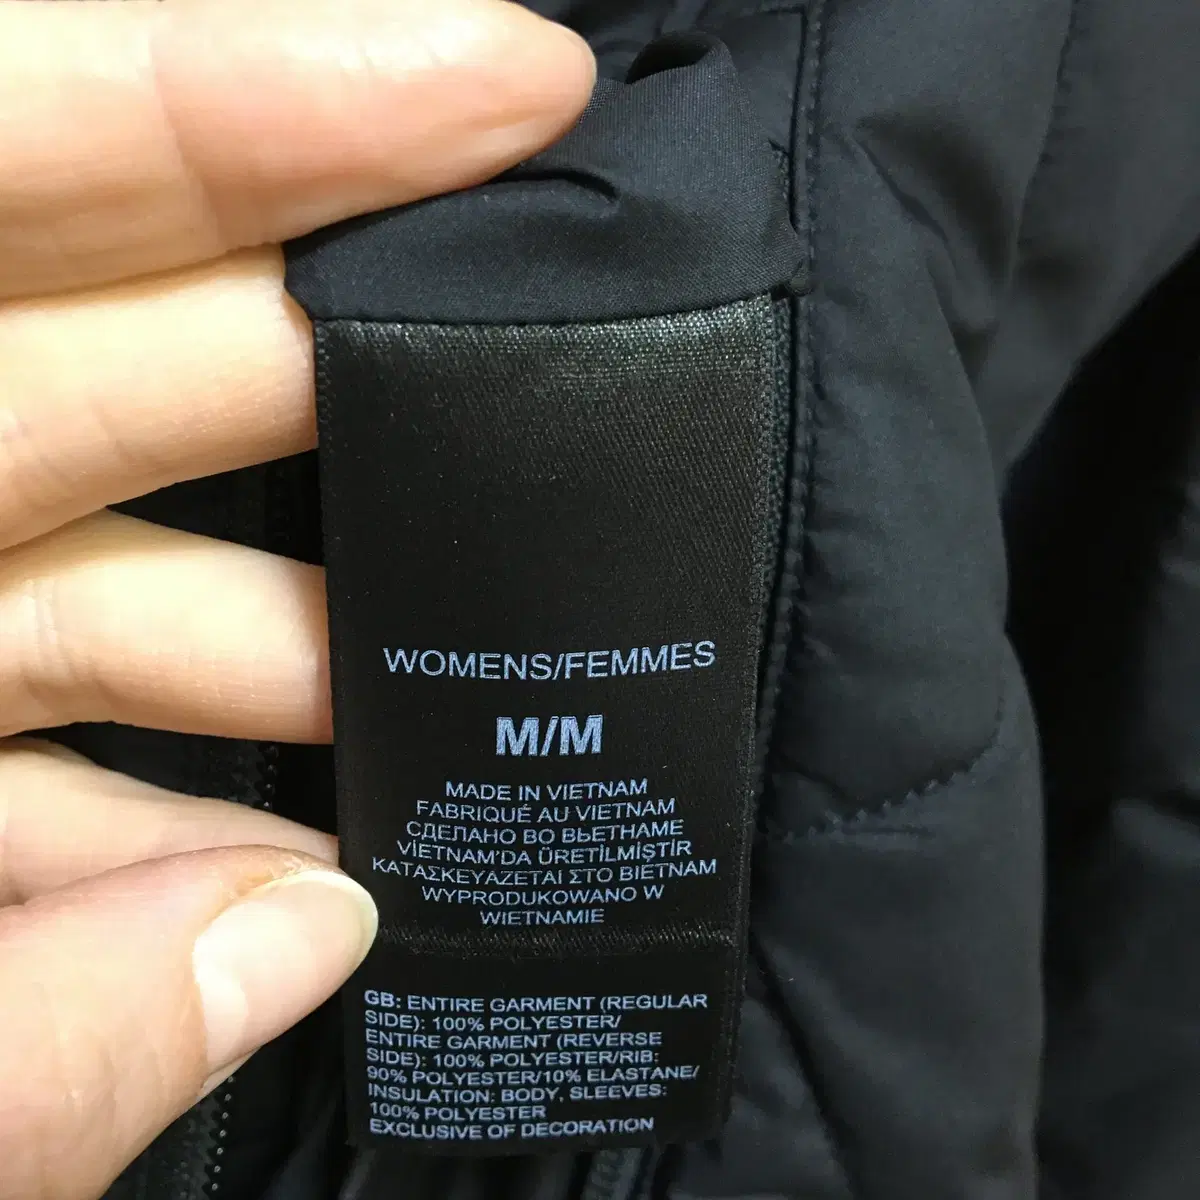 WOMENS/FEMMES
M/M
MADE IN VIETNAM
FABRIQUÉ AU VIETNAM
СДЕЛАНО ВО ВЬЕТНАМЕ
VİETNAM'DA ÜRETİLMİŞTİR
ΚΑΤΑΣΚΕΥΑΖΕΤΑΙ ΣΤΟ ΒΙΕΤΝΑΜ
WYPRODUKOWANO W
WIETNAMIE
GB: ENTIRE GARMENT (REGULAR
SIDE): 100% POLYESTER/
ENTIRE GARMENT (REVERSE
SIDE): 100% POLYESTER/RIB:
90% POLYESTER/10% ELASTANE/
INSULATION: BODY, SLEEVES:
100% POLYESTER
EXCLUSIVE OF DECORATION